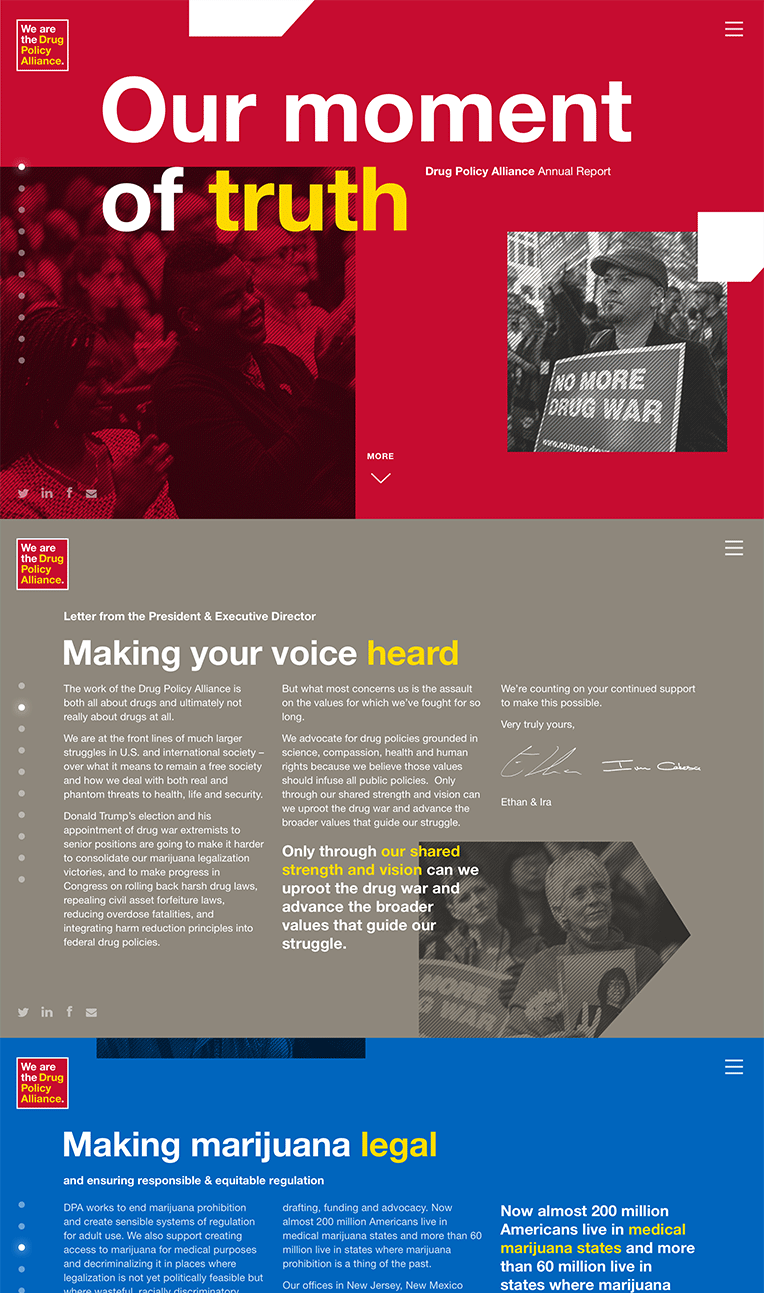 We are
the Drug
Policy
Alliance.
Our moment
of truth
Drug Policy Alliance Annual Report
NO MORE
DRUG WAR
MORE
We are
the Drug
Policy
Alliance.
Letter from the President & Executive Director
Making your voice heard
The work of the Drug Policy Alliance is
both all about drugs and ultimately not
really about drugs at all.
We are at the front lines of much larger
struggles in U.S. and international society –
over what it means to remain a free society
and how we deal with both real and
phantom threats to health, life and security.
Donald Trump’s election and his
appointment of drug war extremists to
senior positions are going to make it harder
to consolidate our marijuana legalization
victories, and to make progress in
Congress on rolling back harsh drug laws,
repealing civil asset forfeiture laws,
reducing overdose fatalities, and
integrating harm reduction principles into
federal drug policies.
But what most concerns us is the assault
on the values for which we’ve fought for so
long.
We advocate for drug policies grounded in
science, compassion, health and human
rights because we believe those values
should infuse all public policies. Only
through our shared strength and vision can
we uproot the drug war and advance the
broader values that guide our struggle.
Only through our shared
strength and vision can we
uproot the drug war and
advance the broader
values that guide our
struggle.
We’re counting on your continued support
to make this possible.
Very truly yours,
Ethan & Ira
MORE
DRUG WAR
We are
the Drug
Policy
Alliance.
Making marijuana legal
and ensuring responsible & equitable regulation
DPA works to end marijuana prohibition
and create sensible systems of regulation
for adult use. We also support creating
access to marijuana for medical purposes
and decriminalizing it in places where
legalization is not yet politically feasible but
where wasteful, racially discriminatory
drafting, funding and advocacy. Now
almost 200 million Americans live in
medical marijuana states and more than 60
million live in states where marijuana
prohibition is a thing of the past.
Our offices in New Jersey, New Mexico
Now almost 200 million
Americans live in medical
marijuana states and more
than 60 million live in
states where marijuana